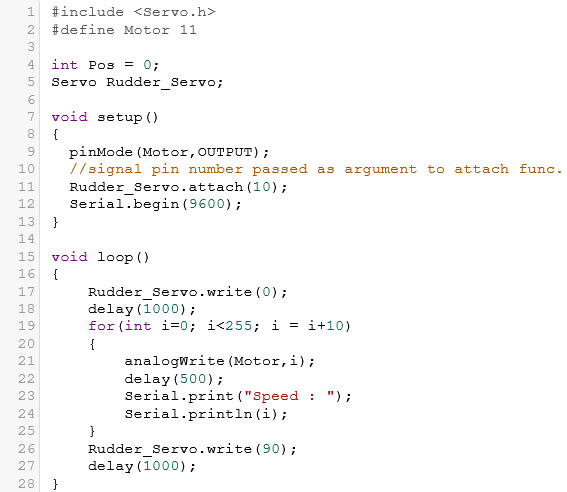 1 #include <Servo.h>
2 #define Motor 11
3
4 int Pos = 0;
5 Servo Rudder_Servo;
6
7 void setup()
8 {
9   pinMode(Motor,OUTPUT);
10   //signal pin number passed as argument to attach func.
11   Rudder_Servo.attach(10);
12   Serial.begin(9600);
13 }
14
15 void loop()
16 {
17     Rudder_Servo.write(0);
18     delay(1000);
19     for(int i=0; i<255; i = i+10)
20     {
21         analogWrite(Motor,i);
22         delay(500);
23         Serial.print("Speed : ");
24         Serial.println(i);
25     }
26     Rudder_Servo.write(90);
27     delay(1000);
28 }